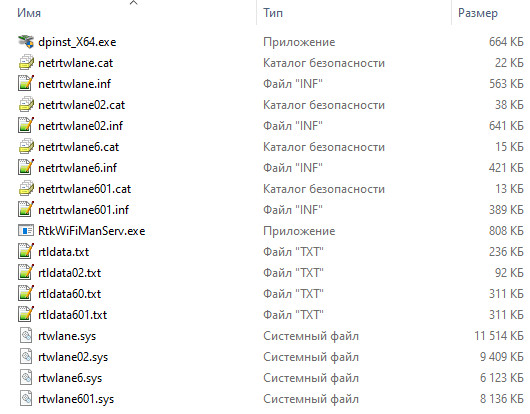 Имя Тип Размер
dpinst_X64.exe Приложение 664 КБ
netrtwlane.cat Каталог безопасности 22 КБ
netrtwlane.inf Файл "INF" 563 КБ
netrtwlane02.cat Каталог безопасности 38 КБ
netrtwlane02.inf Файл "INF" 641 КБ
netrtwlane6.cat Каталог безопасности 15 КБ
netrtwlane6.inf Файл "INF" 421 КБ
netrtwlane601.cat Каталог безопасности 13 КБ
netrtwlane601.inf Файл "INF" 389 КБ
RtkWiFiManServ.exe Приложение 808 КБ
rtldata.txt Файл "TXT" 236 КБ
rtldata02.txt Файл "TXT" 92 КБ
rtldata60.txt Файл "TXT" 311 КБ
rtldata601.txt Файл "TXT" 311 КБ
rtwlane.sys Системный файл 11 514 КБ
rtwlane02.sys Системный файл 9 409 КБ
rtwlane6.sys Системный файл 6 123 КБ
rtwlane601.sys Системный файл 8 136 КБ